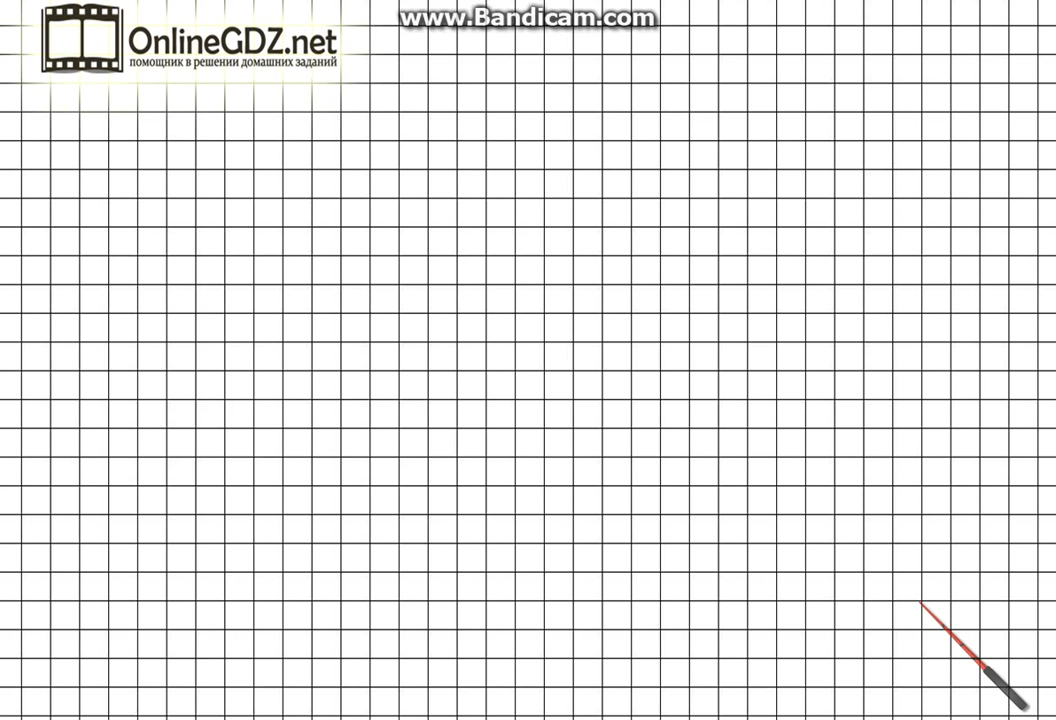 www.Bandicam.com
OnlineGDZ.net
помощник в решении домашних заданий